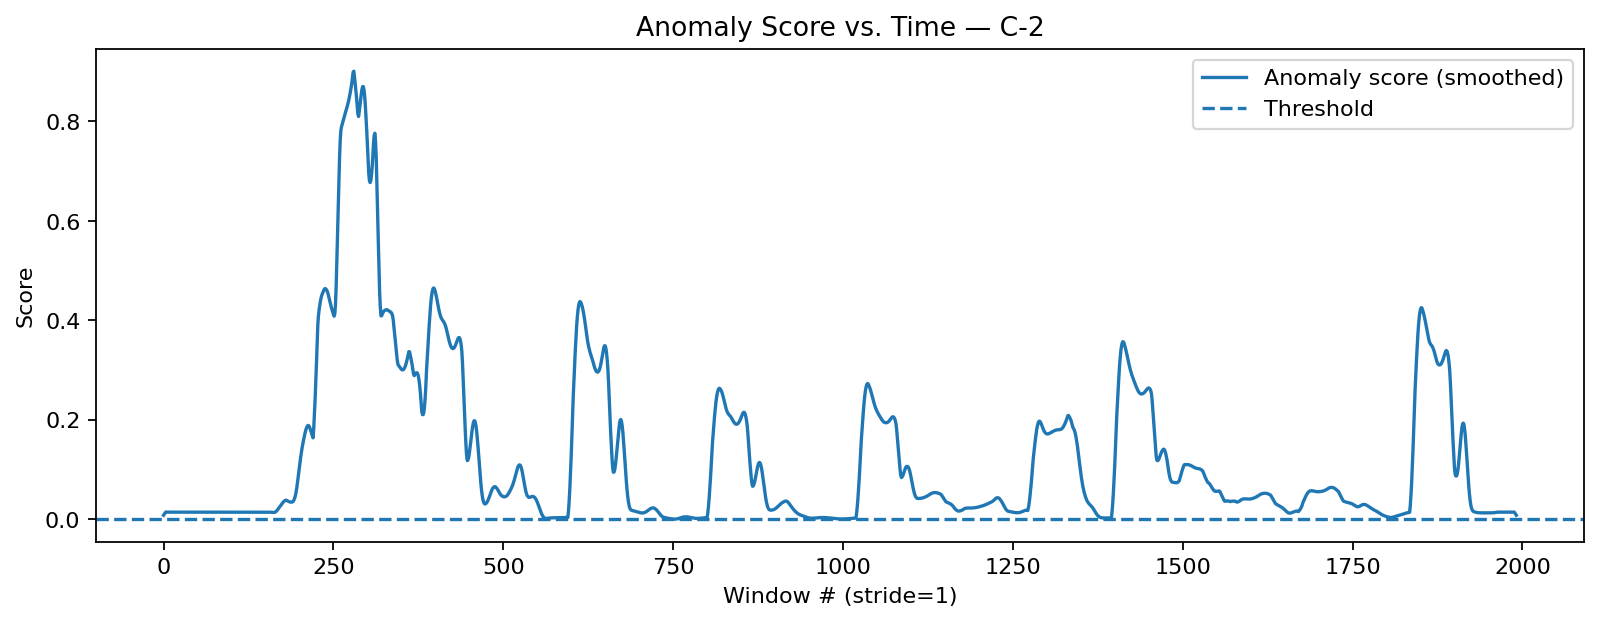 Anomaly Score vs. Time — C-2
Anomaly score (smoothed)
Threshold
Score
0.8
0.6
0.4
0.2
0.0
0 250 500 750 1000 1250 1500 1750 2000
Window # (stride=1)